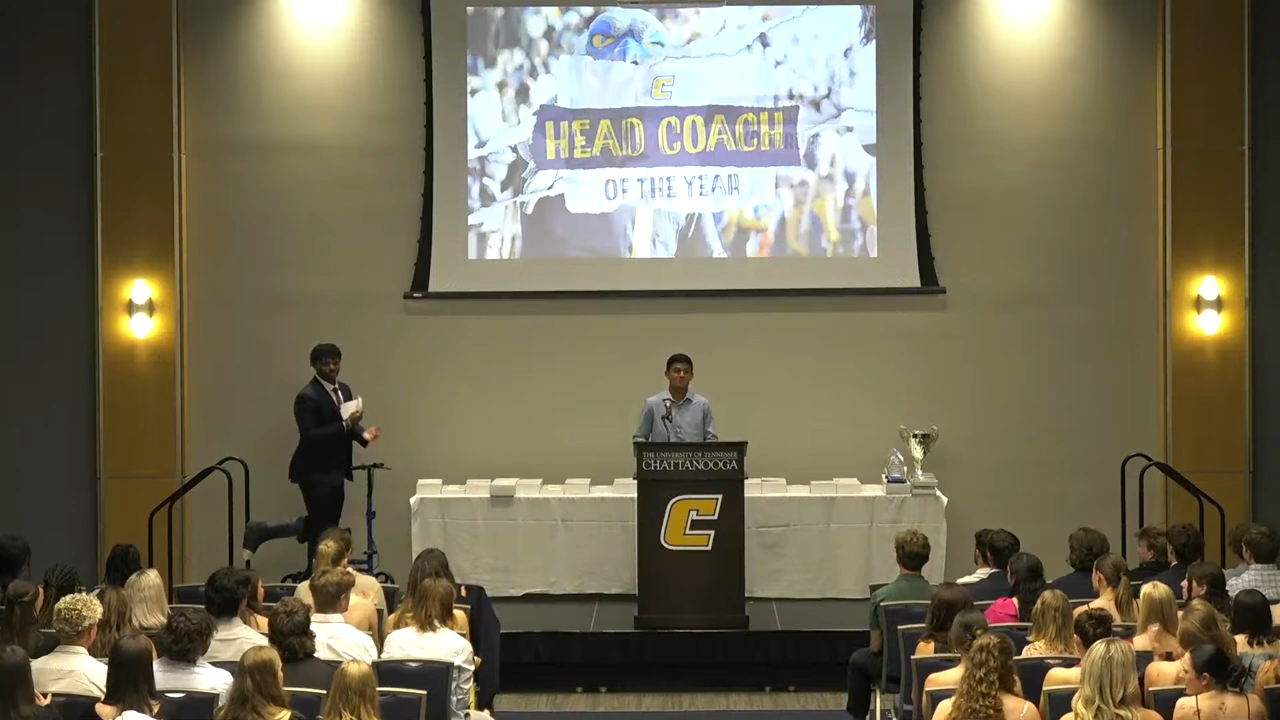 C
HEAD COACH
OF THE YEAR
THE UNIVERSITY OF TENNESSEE
CHATTANOOGA
C